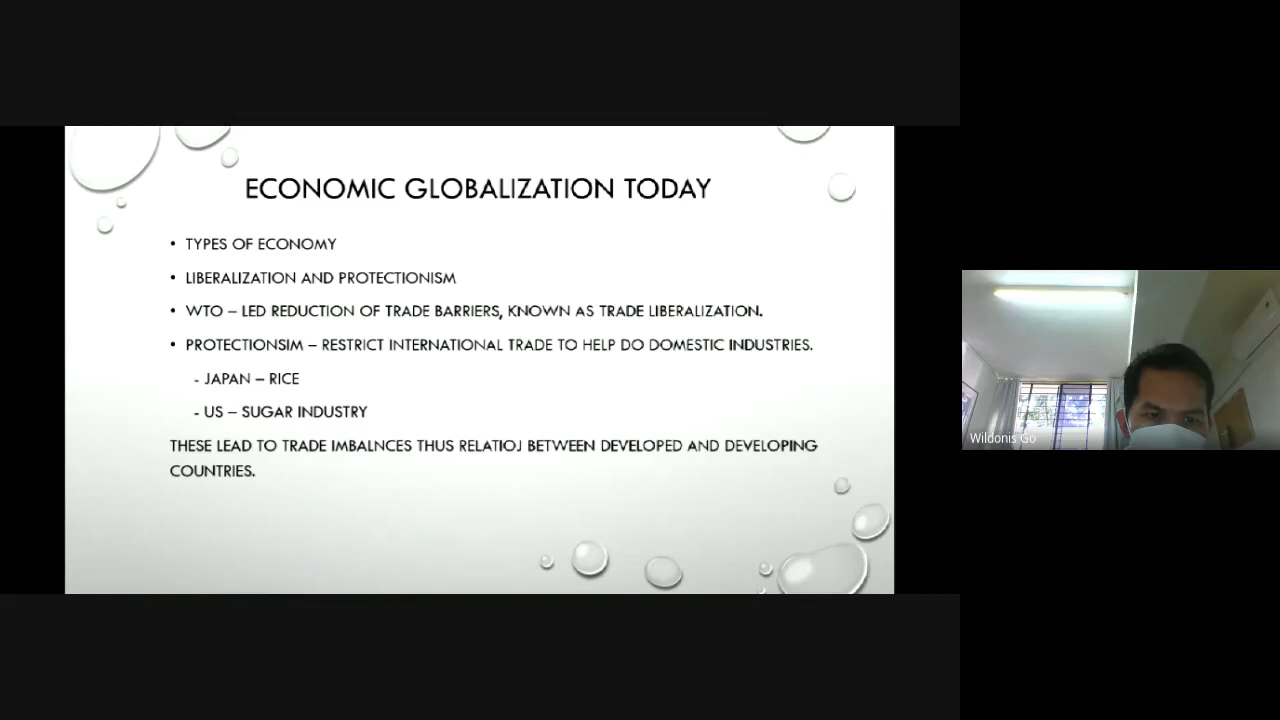 ECONOMIC GLOBALIZATION TODAY
• TYPES OF ECONOMY
• LIBERALIZATION AND PROTECTIONISM
• WTO – LED REDUCTION OF TRADE BARRIERS, KNOWN AS TRADE LIBERALIZATION.
• PROTECTIONSIM – RESTRICT INTERNATIONAL TRADE TO HELP DO DOMESTIC INDUSTRIES.
- JAPAN – RICE
- US – SUGAR INDUSTRY
THESE LEAD TO TRADE IMBALNCES THUS RELATIOJ BETWEEN DEVELOPED AND DEVELOPING
COUNTRIES.
Wildonis Go